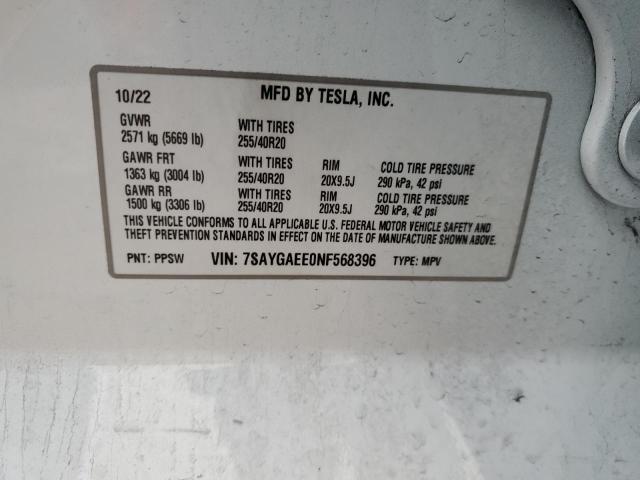 10/22 MFD BY TESLA, INC.
GVWR WITH TIRES
2571 kg (5669 lb) 255/40R20
GAWR FRT WITH TIRES RIM COLD TIRE PRESSURE
1363 kg (3004 lb) 255/40R20 20X9.5J 290 kPa, 42 psi
GAWR RR WITH TIRES RIM COLD TIRE PRESSURE
1500 kg (3306 lb) 255/40R20 20X9.5J 290 kPa, 42 psi
THIS VEHICLE CONFORMS TO ALL APPLICABLE U.S. FEDERAL MOTOR VEHICLE SAFETY AND
THEFT PREVENTION STANDARDS IN EFFECT ON THE DATE OF MANUFACTURE SHOWN ABOVE.
PNT: PPSW VIN: 7SAYGAEE0NF568396 TYPE: MPV